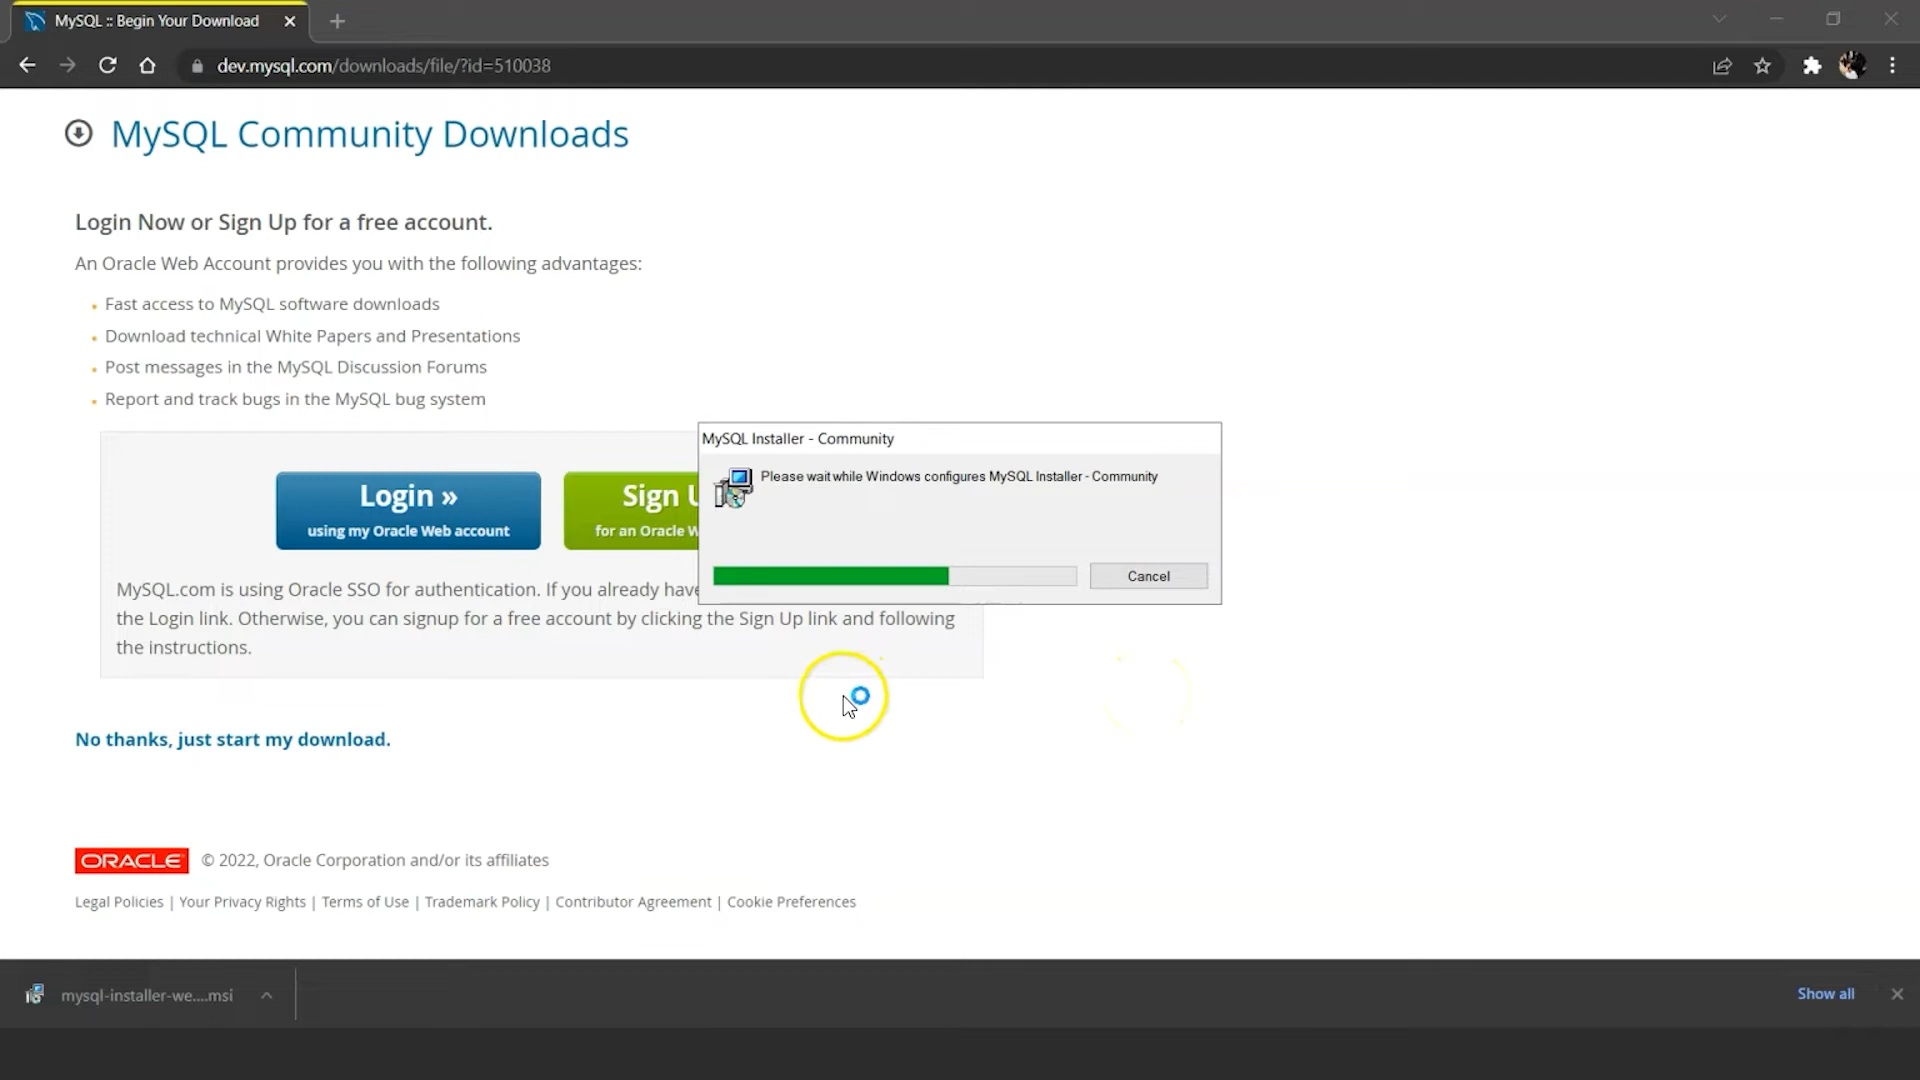 MySQL :: Begin Your Download
dev.mysql.com/downloads/file/?id=510038
MySQL Community Downloads
Login Now or Sign Up for a free account.
An Oracle Web Account provides you with the following advantages:
Fast access to MySQL software downloads
Download technical White Papers and Presentations
Post messages in the MySQL Discussion Forums
Report and track bugs in the MySQL bug system
MySQL Installer - Community
Please wait while Windows configures MySQL Installer - Community
Cancel
Login »
using my Oracle Web account
Sign
for an Oracle
MySQL.com is using Oracle SSO for authentication. If you already have
the Login link. Otherwise, you can signup for a free account by clicking the Sign Up link and following
the instructions.
No thanks, just start my download.
ORACLE © 2022, Oracle Corporation and/or its affiliates
Legal Policies | Your Privacy Rights | Terms of Use | Trademark Policy | Contributor Agreement | Cookie Preferences
mysql-installer-we....msi
Show all